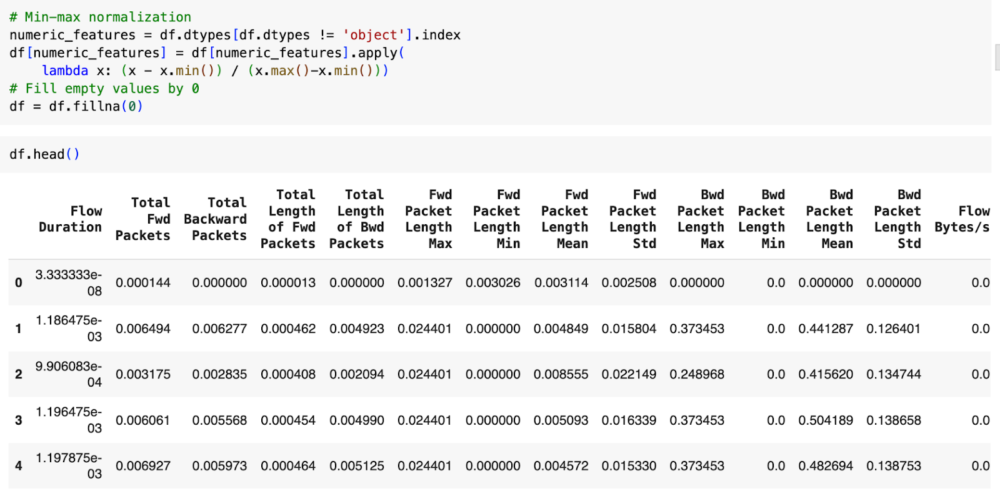 # Min-max normalization
numeric_features = df.dtypes[df.dtypes != 'object'].index
df[numeric_features] = df[numeric_features].apply(
    lambda x: (x - x.min()) / (x.max()-x.min()))
# Fill empty values by 0
df = df.fillna(0)
df.head()
Flow Duration Total Fwd Packets Total Backward Packets Total Length of Fwd Packets Total Length of Bwd Packets Fwd Packet Length Max Fwd Packet Length Min Fwd Packet Length Mean Fwd Packet Length Std Bwd Packet Length Max Bwd Packet Length Min Bwd Packet Length Mean Bwd Packet Length Std Flow Bytes/s
0 3.333333e-08 0.000144 0.000000 0.000013 0.000000 0.001327 0.003026 0.003114 0.002508 0.000000 0.0 0.000000 0.000000 0.0
1 1.186475e-03 0.006494 0.006277 0.000462 0.004923 0.024401 0.000000 0.004849 0.015804 0.373453 0.0 0.441287 0.126401 0.0
2 9.906083e-04 0.003175 0.002835 0.000408 0.002094 0.024401 0.000000 0.008555 0.022149 0.248968 0.0 0.415620 0.134744 0.0
3 1.196475e-03 0.006061 0.005568 0.000454 0.004990 0.024401 0.000000 0.005093 0.016339 0.373453 0.0 0.504189 0.138658 0.0
4 1.197875e-03 0.006927 0.005973 0.000464 0.005125 0.024401 0.000000 0.004572 0.015330 0.373453 0.0 0.482694 0.138753 0.0